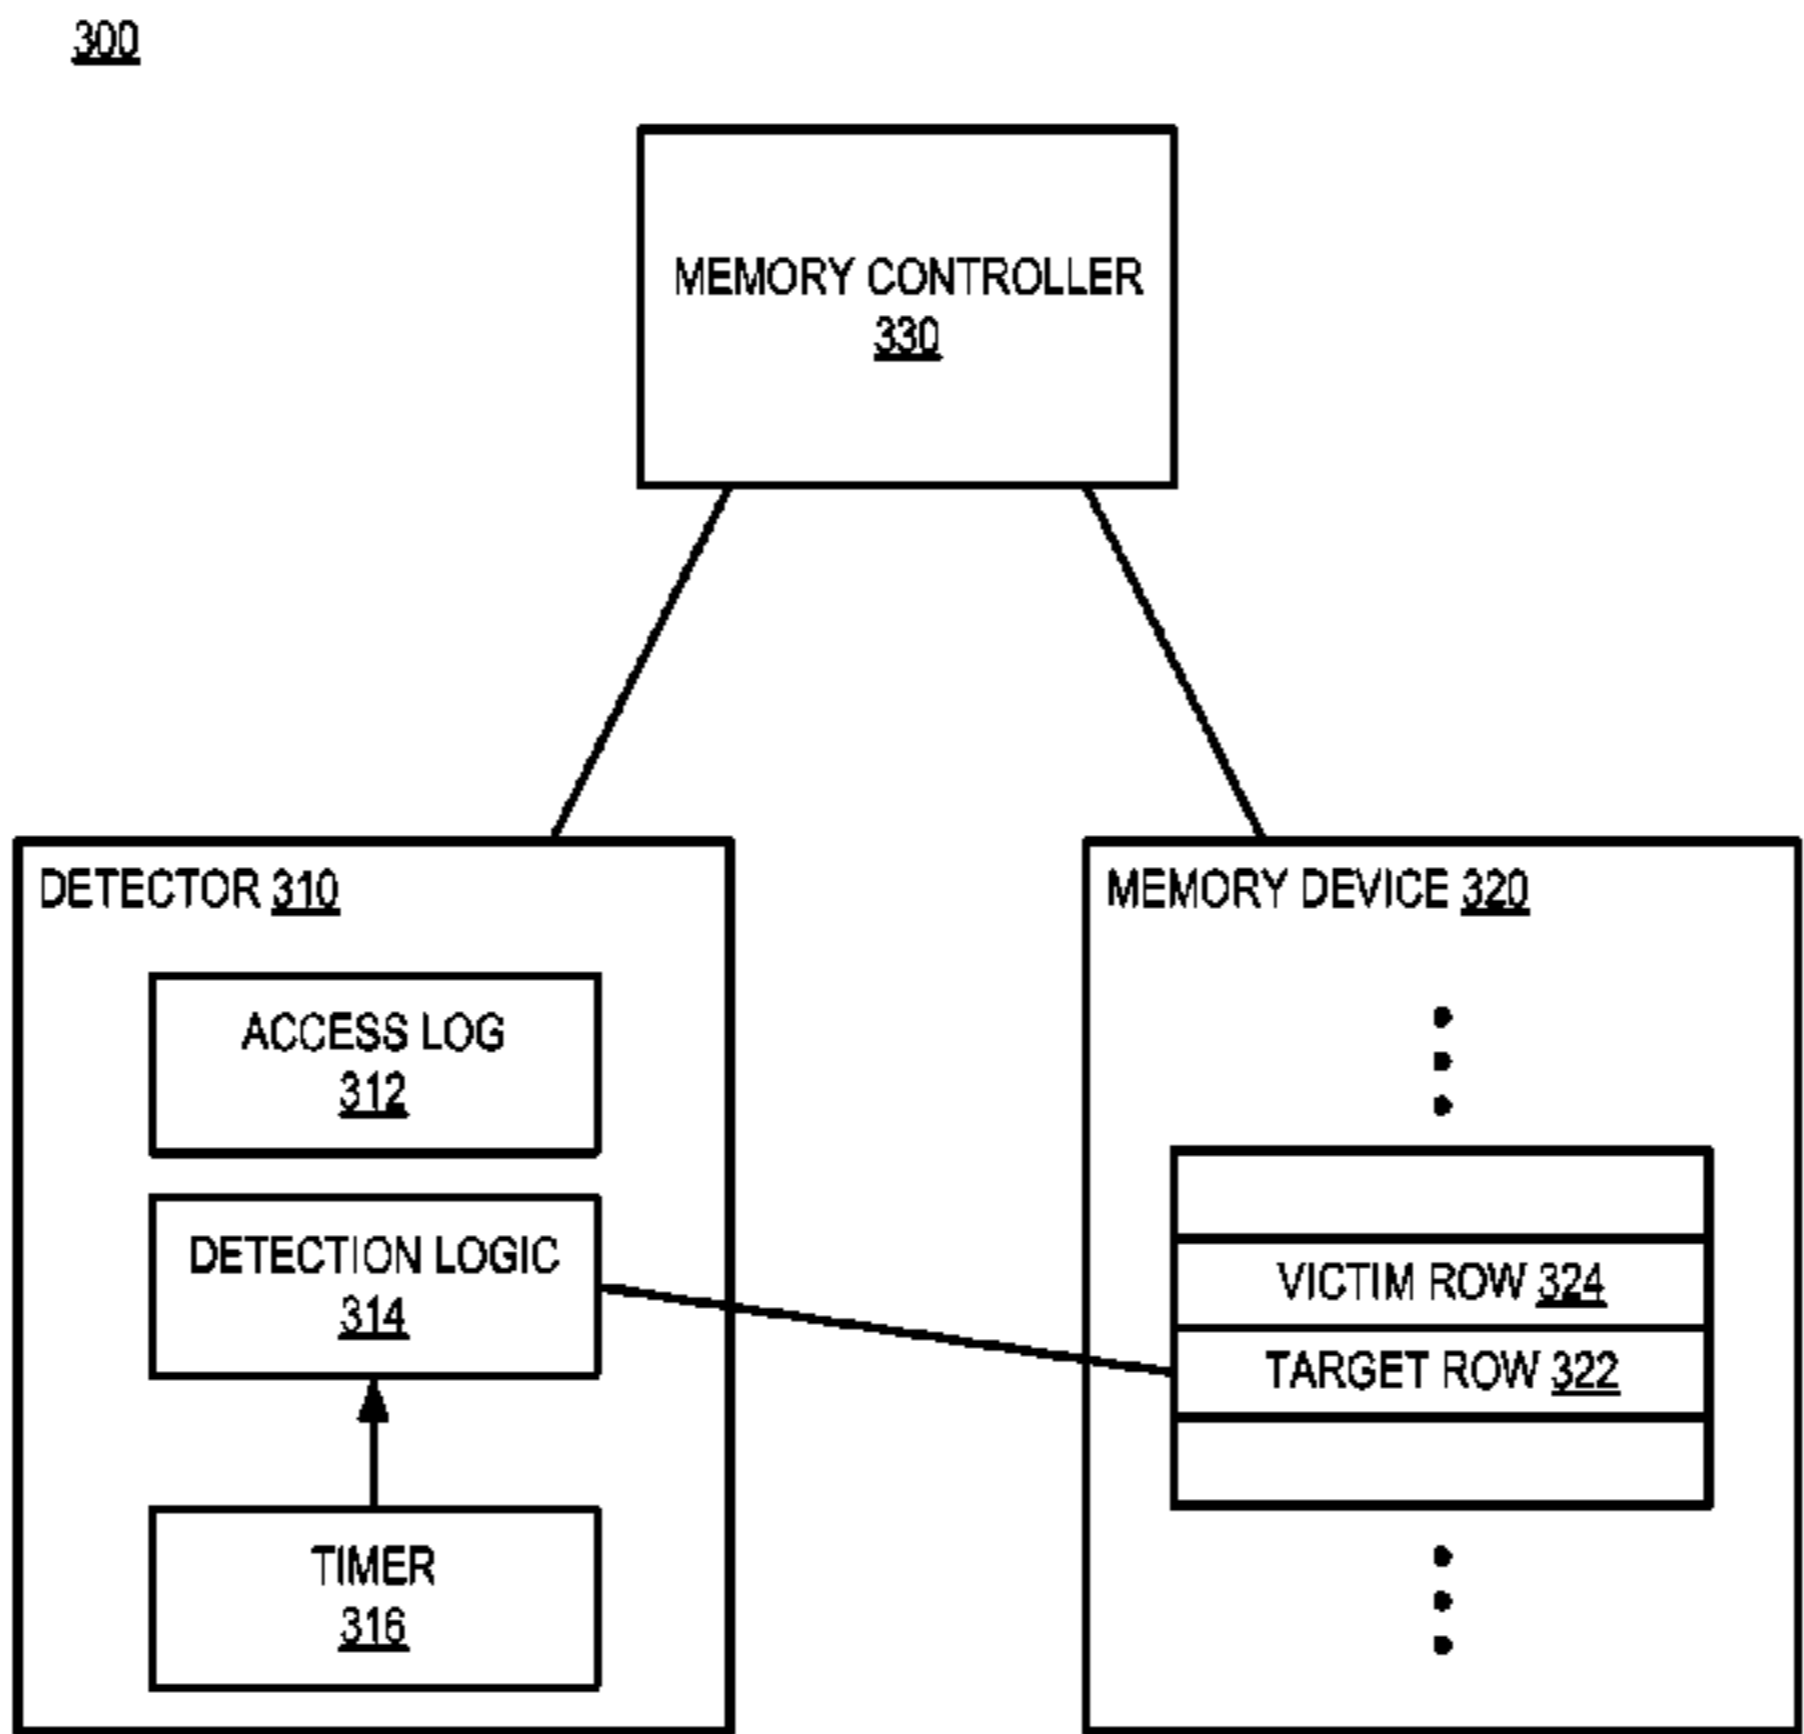 300
MEMORY CONTROLLER
330
DETECTOR 310
ACCESS LOG
312
DETECTION LOGIC
314
TIMER
316
MEMORY DEVICE 320
VICTIM ROW 324
TARGET ROW 322